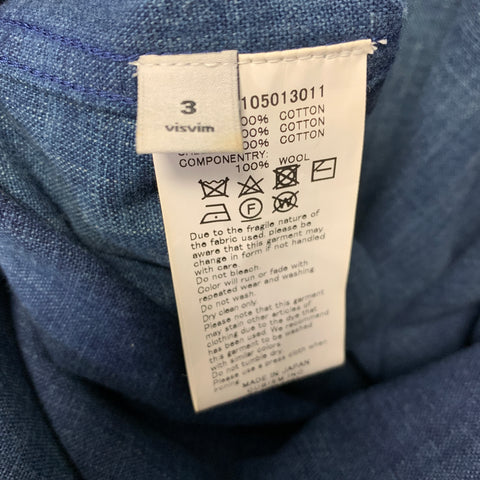 3
visvim
105013011
00% COTTON
00% COTTON
00% COTTON
COMPONENTRY:
100% WOOL
Due to the fragile nature of
the fabric used, please be
aware that this garment may
change in form if not handled
with care.
Do not bleach.
Color will run or fade with
repeated wear and washing
Do not wash.
Dry clean only.
Please note that this garment
may stain other articles of
clothing due to the dye that
has been used. We recommend
this garment to be washed
with similar colors.
Do not tumble dry.
Please use a press cloth when
ironing
MADE IN JAPAN
CUBISM INC.